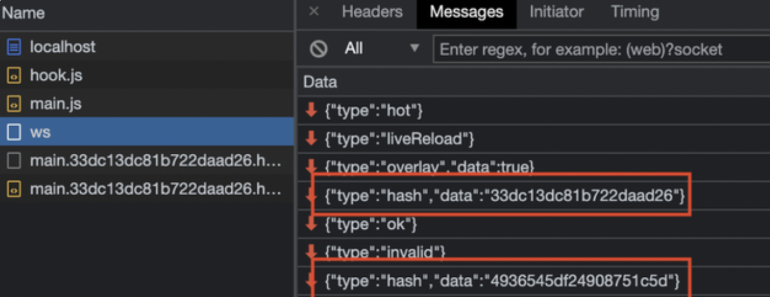 Name
localhost
hook.js
main.js
ws
main.33dc13dc81b722daad26.h...
main.33dc13dc81b722daad26.h...
× Headers Messages Initiator Timing
All ▼ Enter regex, for example: (web)?socket
Data
{"type":"hot"}
{"type":"liveReload"}
{"type":"overlay","data":true}
{"type":"hash","data":"33dc13dc81b722daad26"}
{"type":"ok"}
{"type":"invalid"}
{"type":"hash","data":"4936545df24908751c5d"}